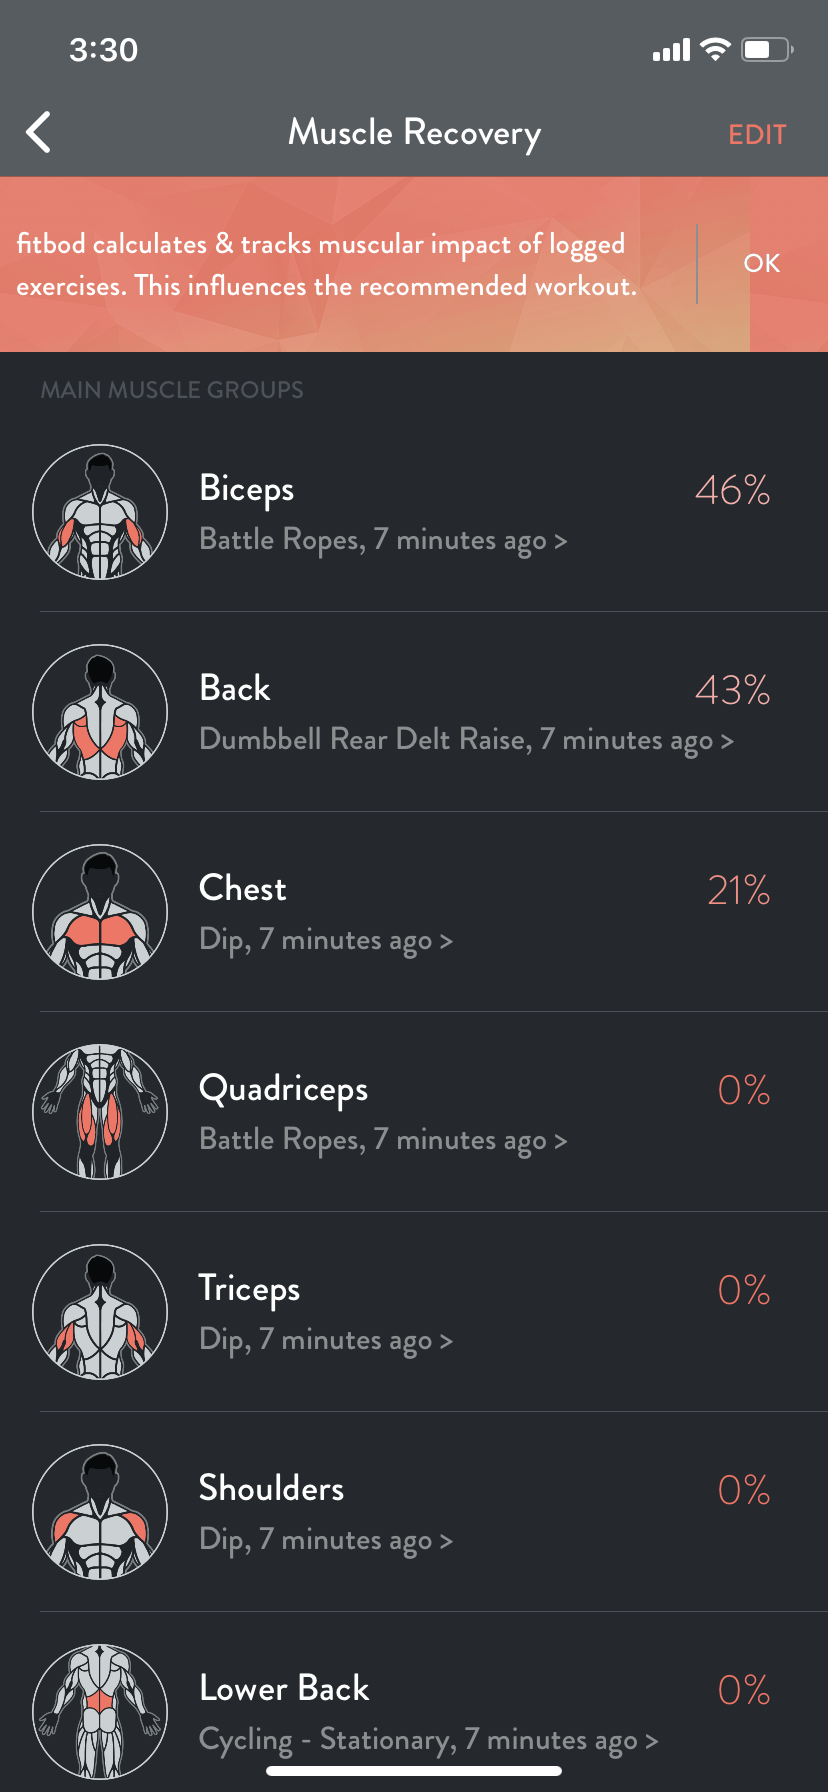 3:30
Muscle Recovery
EDIT
fitbod calculates & tracks muscular impact of logged
exercises. This influences the recommended workout.
OK
MAIN MUSCLE GROUPS
Biceps
46%
Battle Ropes, 7 minutes ago >
Back
43%
Dumbbell Rear Delt Raise, 7 minutes ago >
Chest
21%
Dip, 7 minutes ago >
Quadriceps
0%
Battle Ropes, 7 minutes ago >
Triceps
0%
Dip, 7 minutes ago >
Shoulders
0%
Dip, 7 minutes ago >
Lower Back
0%
Cycling - Stationary, 7 minutes ago >